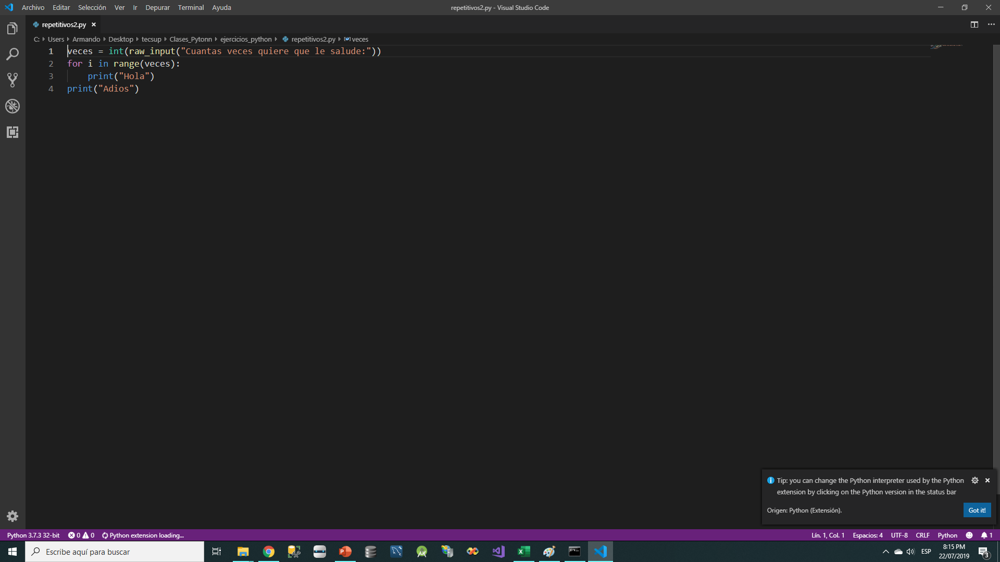 Archivo Editar Selección Ver Ir Depurar Terminal Ayuda
repetitivos2.py - Visual Studio Code
repetitivos2.py
C: Users Armando Desktop tecsup Clases_Pytonn ejercicios_python repetitivos2.py veces
1 veces = int(raw_input("Cuantas veces quiere que le salude:"))
2 for i in range(veces):
3 print("Hola")
4 print("Adios")
Tip: you can change the Python interpreter used by the Python
extension by clicking on the Python version in the status bar
Origen: Python (Extensión).
Got it!
Python 3.7.3 32-bit 0 0 Python extension loading...
Lín. 1, Col. 1 Espacios: 4 UTF-8 CRLF Python 1
Escribe aquí para buscar
ESP
8:15 PM
22/07/2019
3